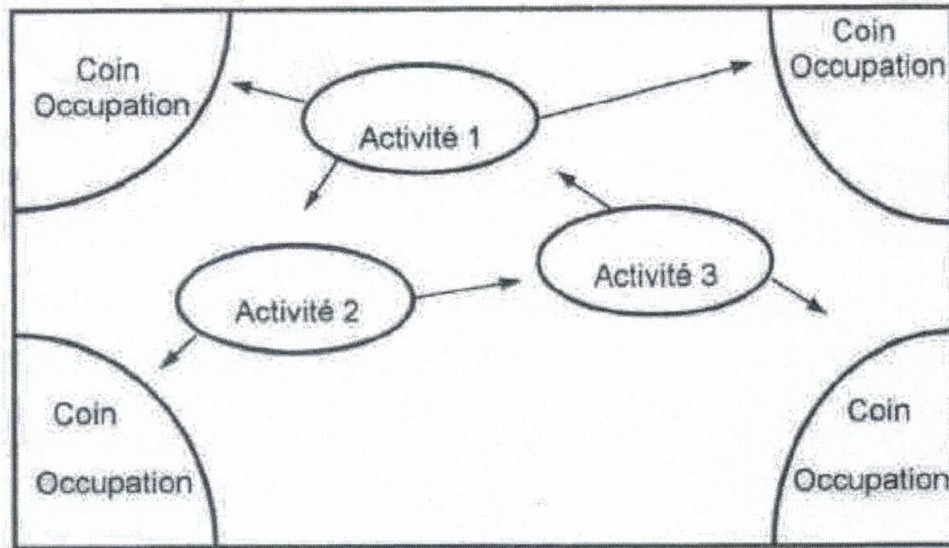 Coin
Occupation
Coin
Occupation
Activité 1
Activité 3
Activité 2
Coin
Occupation
Coin
Occupation